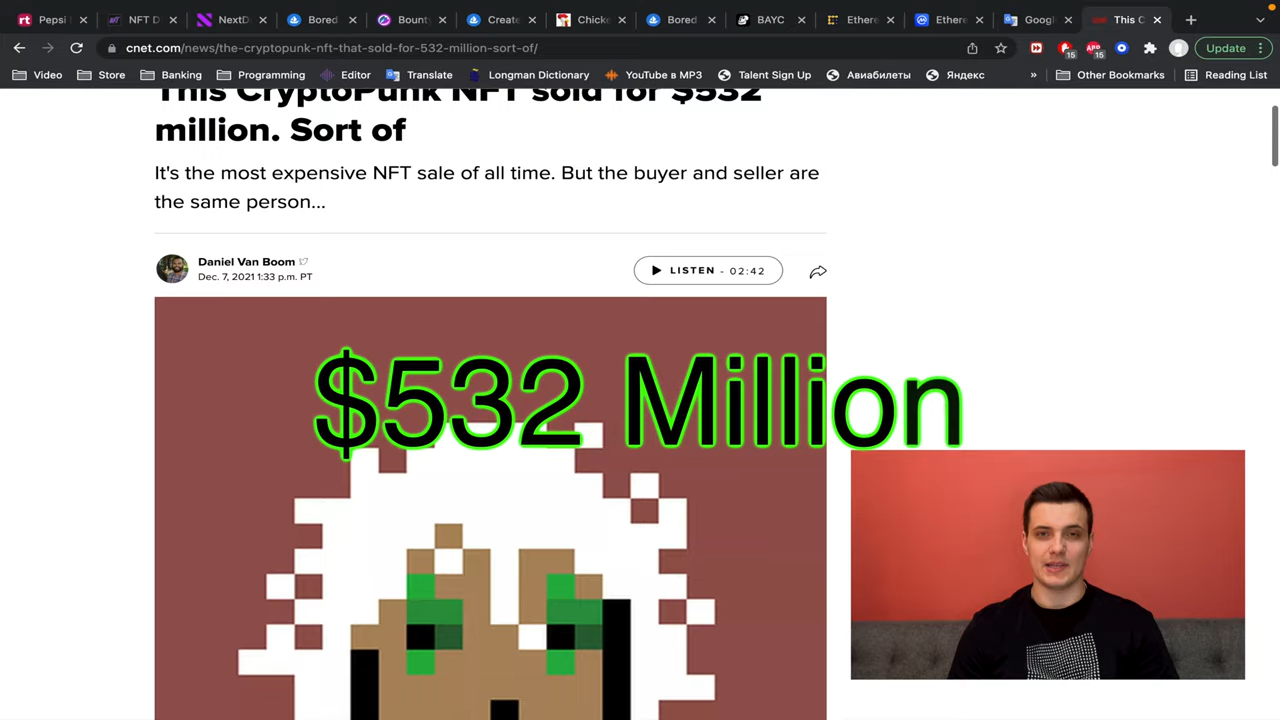 Pepsi
NFT D
NextD
Bored
Bount
Create
Chicke
Bored
BAYC
Ethere
Ethere
Googl
This C
cnet.com/news/the-cryptopunk-nft-that-sold-for-532-million-sort-of/
15
15
Update
Video
Store
Banking
Programming
Editor
Translate
Longman Dictionary
YouTube в MP3
Talent Sign Up
Авиабилеты
Яндекс
»
Other Bookmarks
Reading List
This CryptoPunk NFT sold for $532
million. Sort of
It's the most expensive NFT sale of all time. But the buyer and seller are
the same person...
Daniel Van Boom
Dec. 7, 2021 1:33 p.m. PT
LISTEN - 02:42
$532 Million